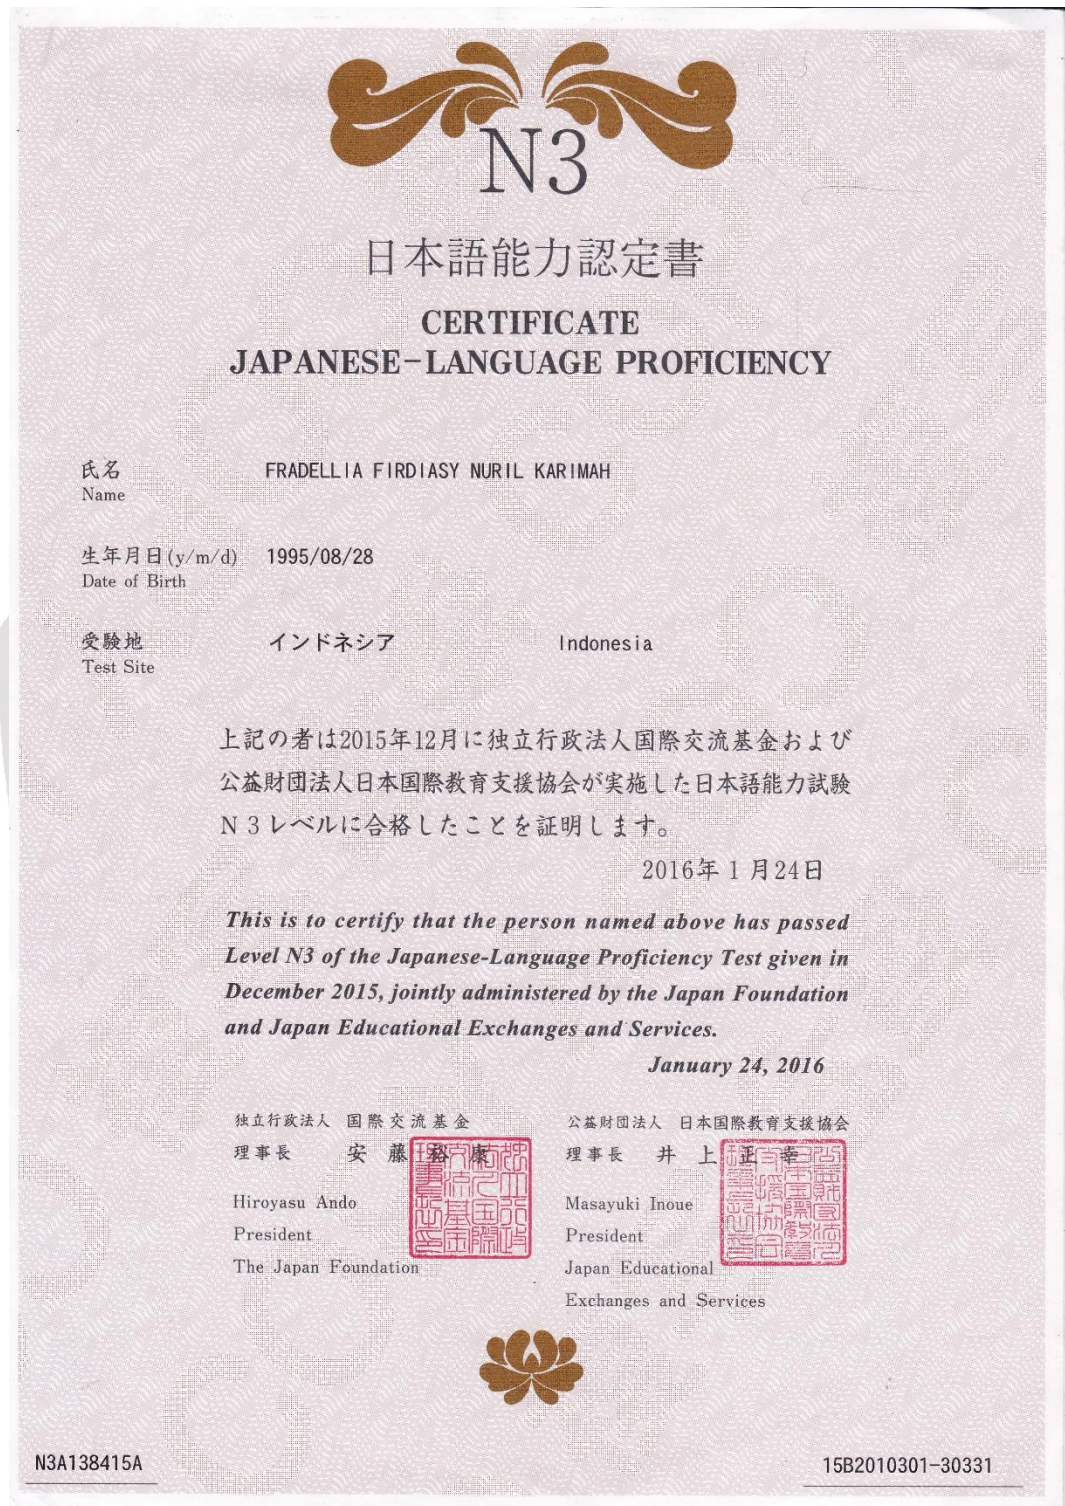 N3
日本語能力認定書
CERTIFICATE
JAPANESE-LANGUAGE PROFICIENCY
氏名 FRADELLIA FIRDIASY NURIL KARIMAH
Name
生年月日(y/m/d) 1995/08/28
Date of Birth
受験地 インドネシア Indonesia
Test Site
上記の者は2015年12月に独立行政法人国際交流基金および
公益財団法人日本国際教育支援協会が実施した日本語能力試験
N3レベルに合格したことを証明します。
2016年1月24日
This is to certify that the person named above has passed
Level N3 of the Japanese-Language Proficiency Test given in
December 2015, jointly administered by the Japan Foundation
and Japan Educational Exchanges and Services.
January 24, 2016
独立行政法人 国際交流基金
理事長 安藤裕康
Hiroyasu Ando
President
The Japan Foundation
公益財団法人 日本国際教育支援協会
理事長 井上正幸
Masayuki Inoue
President
Japan Educational
Exchanges and Services
N3A138415A
15B2010301-30331